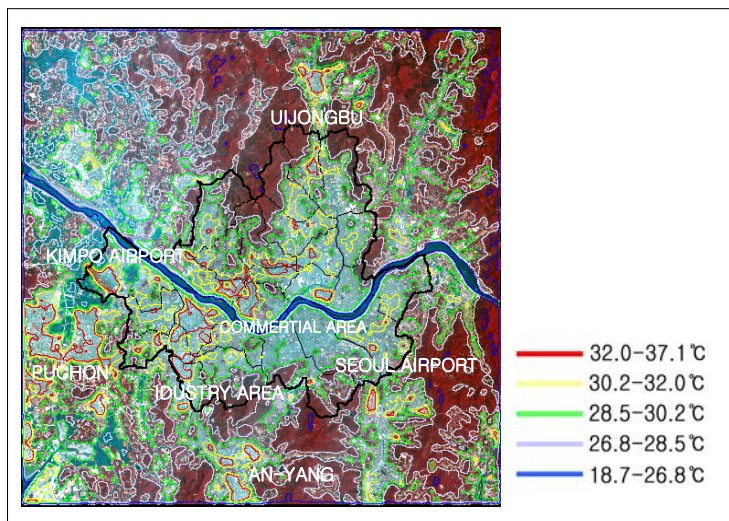 UIJONGBU
KIMPO AIRPORT
COMMERTIAL AREA
PUCHON
SEOUL AIRPORT
IDUSTRY AREA
AN-YANG
32.0-37.1℃
30.2-32.0℃
28.5-30.2℃
26.8-28.5℃
18.7-26.8℃